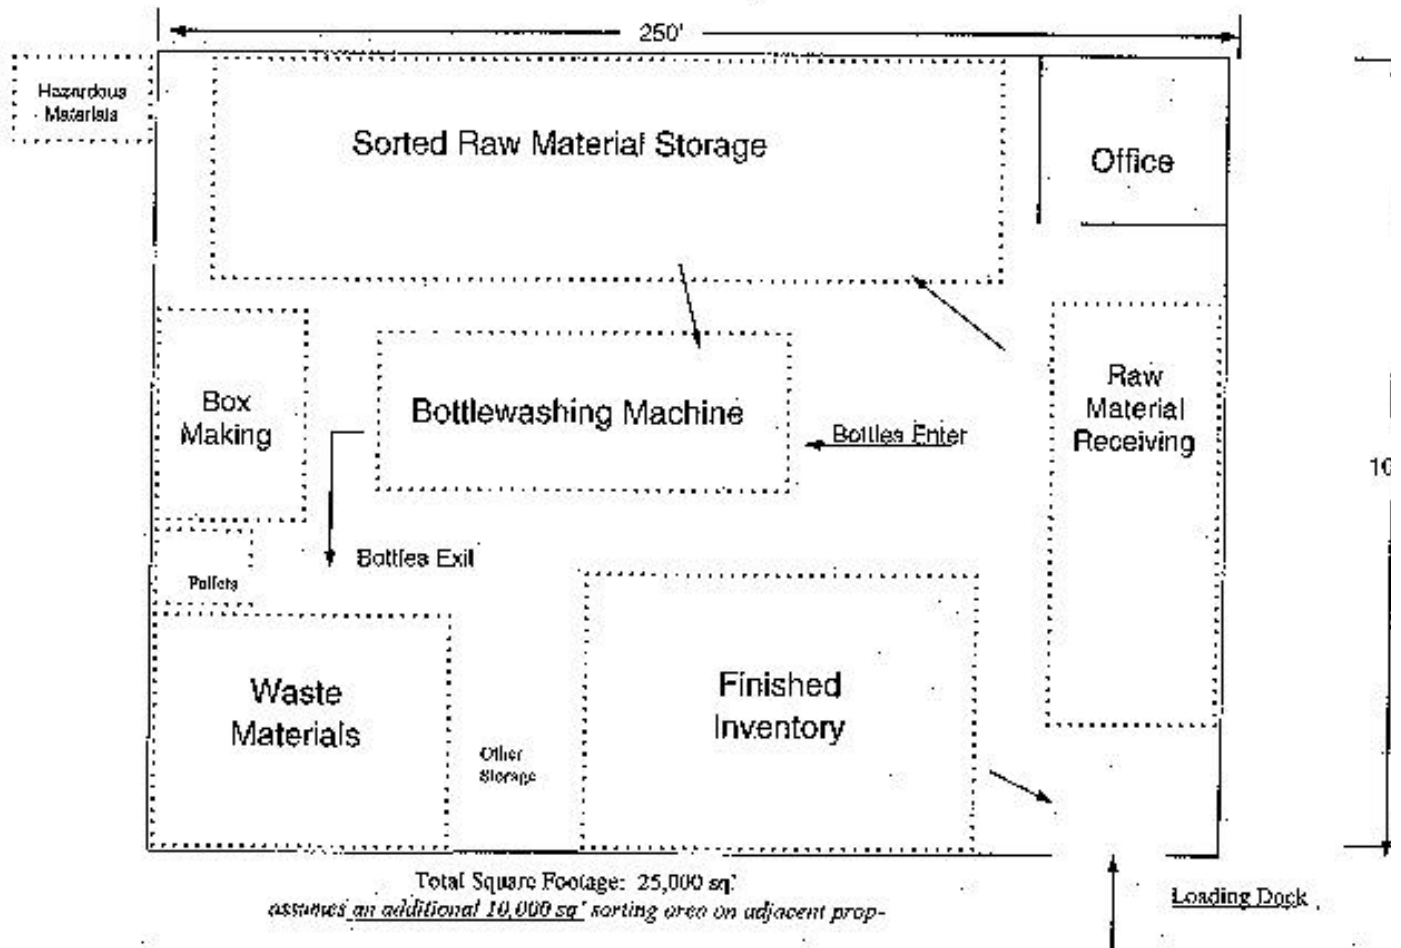 250'
Hazardous
Materials
Sorted Raw Material Storage
Office
Box
Making
Bottlewashing Machine
Bottles Enter
Raw
Material
Receiving
10
Bottles Exit
Pallets
Waste
Materials
Other
Storage
Finished
Inventory
Total Square Footage: 25,000 sq.'
assumes an additional 10,000 sq' sorting area on adjacent prop-
Loading Dock